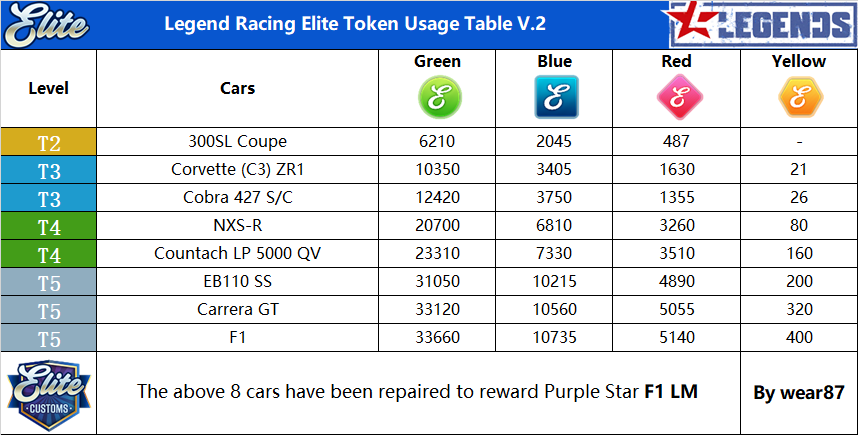 Elite Legend Racing Elite Token Usage Table V.2 LEGENDS
Level Cars Green Blue Red Yellow
E E E E
T2 300SL Coupe 6210 2045 487 -
T3 Corvette (C3) ZR1 10350 3405 1630 21
T3 Cobra 427 S/C 12420 3750 1355 26
T4 NXS-R 20700 6810 3260 80
T4 Countach LP 5000 QV 23310 7330 3510 160
T5 EB110 SS 31050 10215 4890 200
T5 Carrera GT 33120 10560 5055 320
T5 F1 33660 10735 5140 400
Elite
CUSTOMS
The above 8 cars have been repaired to reward Purple Star F1 LM By wear87